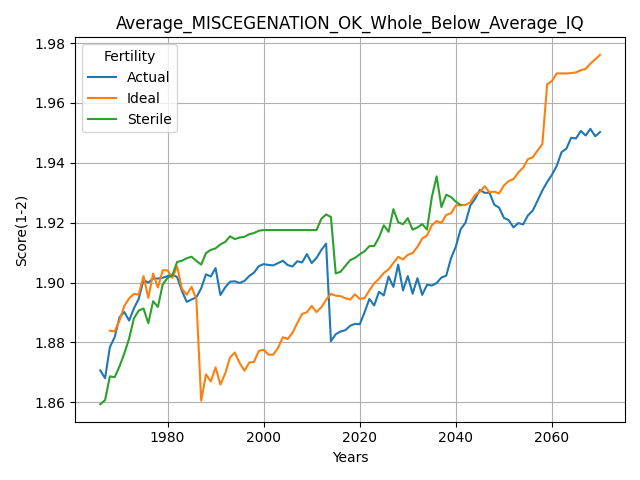 Average_MISCEGENATION_OK_Whole_Below_Average_IQ
Fertility
Actual
Ideal
Sterile
Score(1-2)
1.98
1.96
1.94
1.92
1.90
1.88
1.86
1980
2000
2020
2040
2060
Years